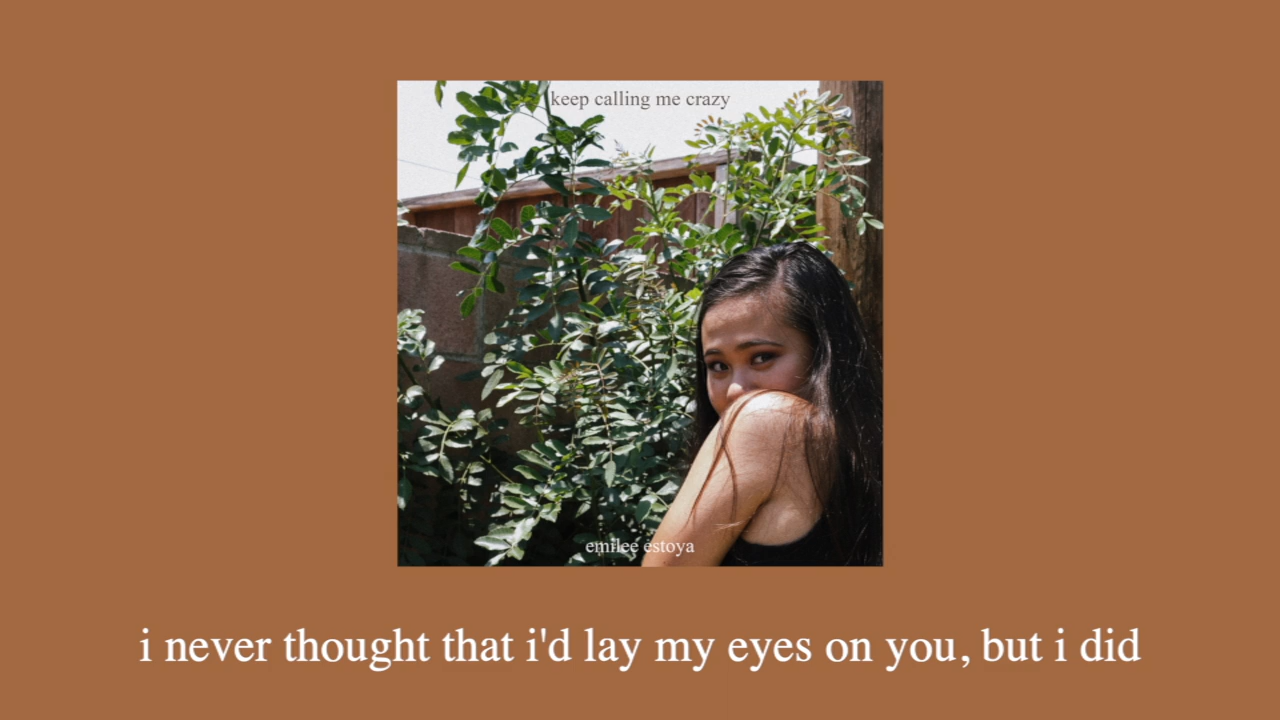 keep calling me crazy
emilee estoya
i never thought that i'd lay my eyes on you, but i did